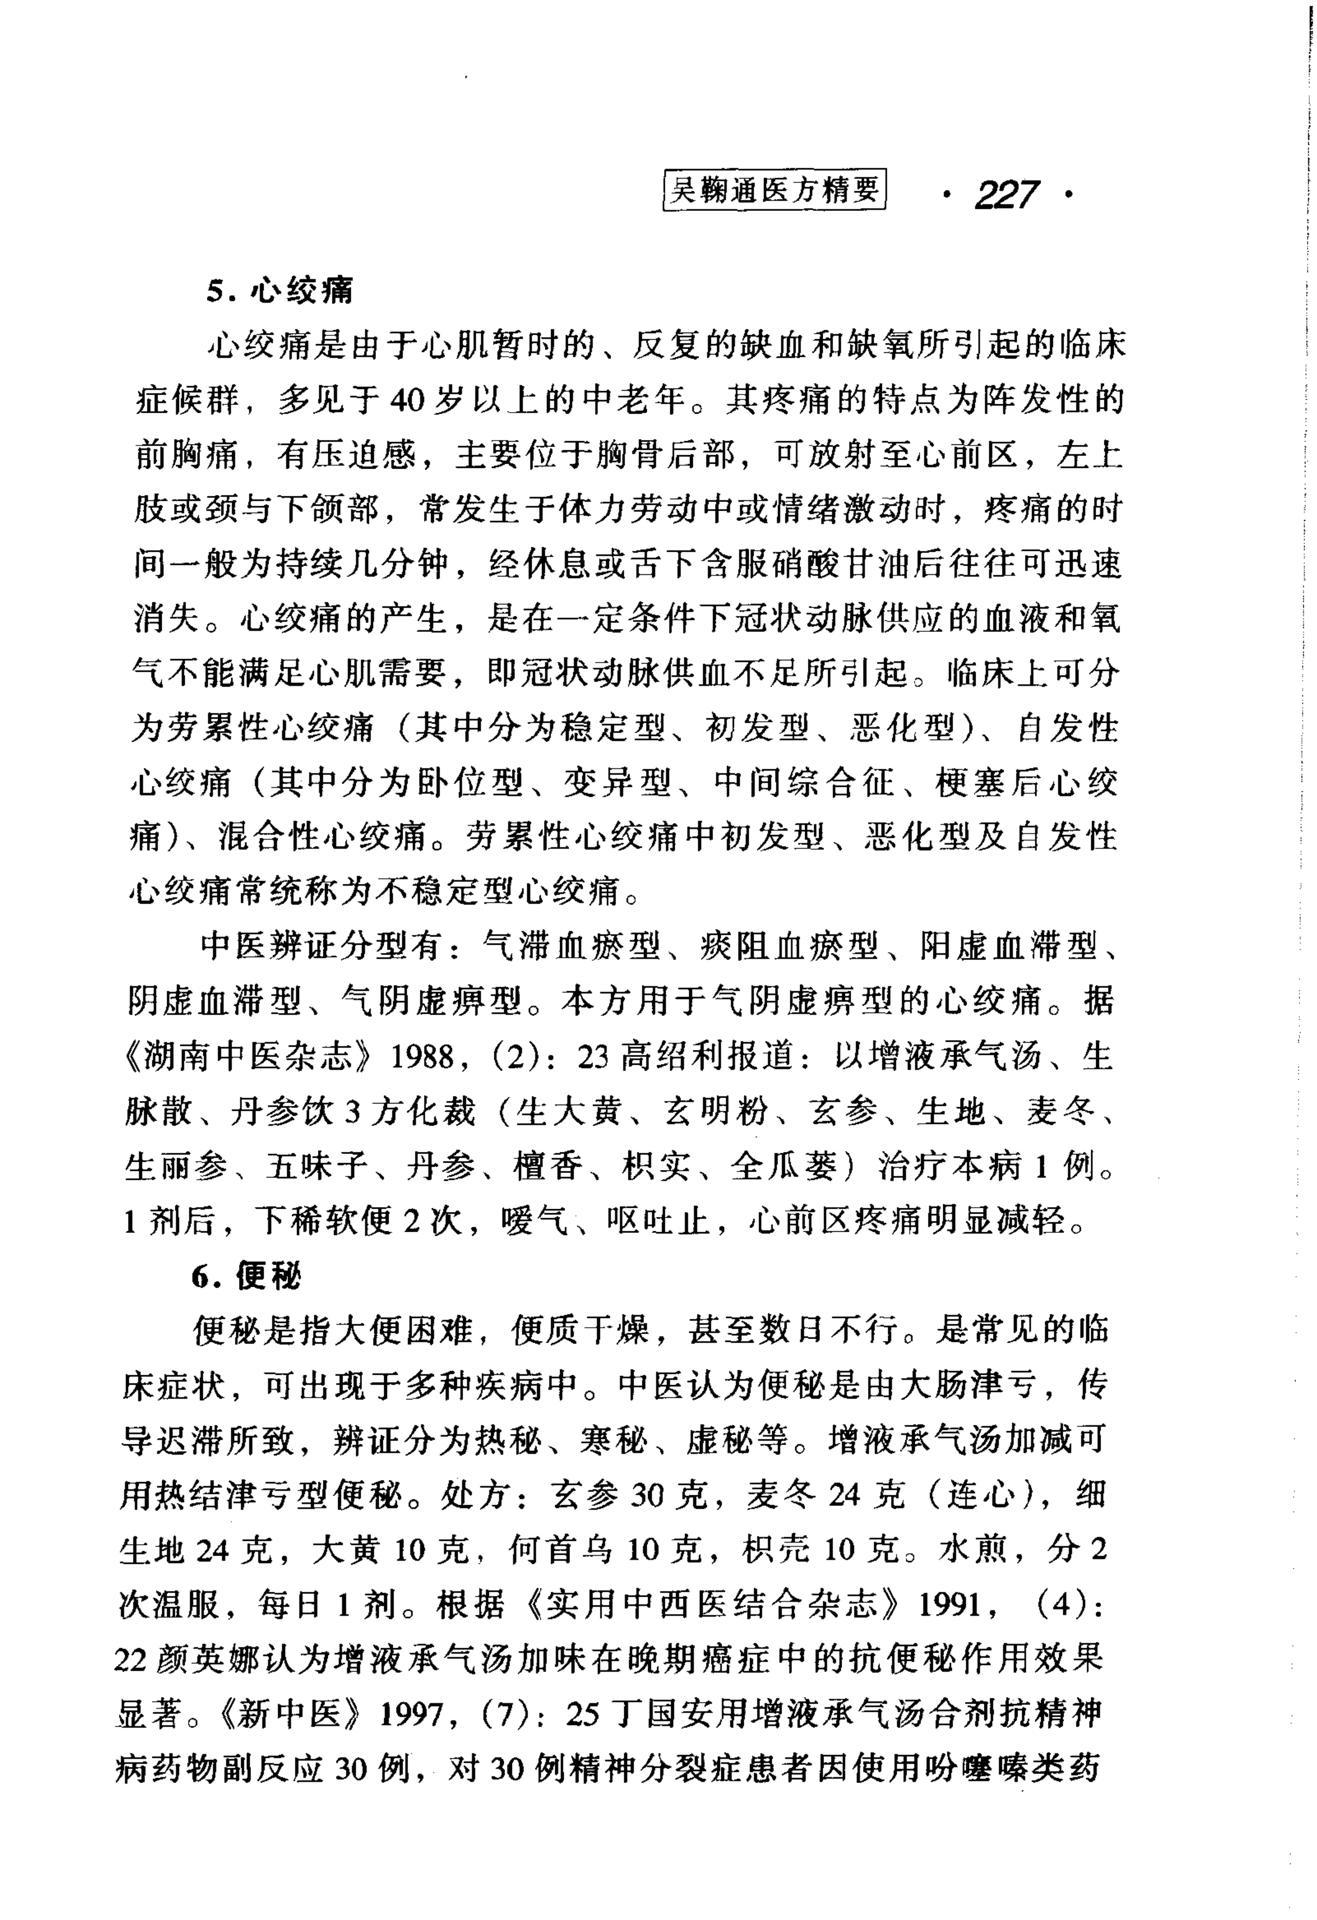 吴鞠通医方精要 · 227 ·
5. 心绞痛
心绞痛是由于心肌暂时的、反复的缺血和缺氧所引起的临床
症候群，多见于 40 岁以上的中老年。其疼痛的特点为阵发性的
前胸痛，有压迫感，主要位于胸骨后部，可放射至心前区，左上
肢或颈与下颌部，常发生于体力劳动中或情绪激动时，疼痛的时
间一般为持续几分钟，经休息或舌下含服硝酸甘油后往往可迅速
消失。心绞痛的产生，是在一定条件下冠状动脉供应的血液和氧
气不能满足心肌需要，即冠状动脉供血不足所引起。临床上可分
为劳累性心绞痛（其中分为稳定型、初发型、恶化型）、自发性
心绞痛（其中分为卧位型、变异型、中间综合征、梗塞后心绞
痛）、混合性心绞痛。劳累性心绞痛中初发型、恶化型及自发性
心绞痛常统称为不稳定型心绞痛。
中医辨证分型有：气滞血瘀型、痰阻血瘀型、阳虚血滞型、
阴虚血滞型、气阴虚痹型。本方用于气阴虚痹型的心绞痛。据
《湖南中医杂志》1988，（2）：23 高绍利报道：以增液承气汤、生
脉散、丹参饮 3 方化裁（生大黄、玄明粉、玄参、生地、麦冬、
生丽参、五味子、丹参、檀香、枳实、全瓜蒌）治疗本病 1 例。
1 剂后，下稀软便 2 次，嗳气、呕吐止，心前区疼痛明显减轻。
6. 便秘
便秘是指大便困难，便质干燥，甚至数日不行。是常见的临
床症状，可出现于多种疾病中。中医认为便秘是由大肠津亏，传
导迟滞所致，辨证分为热秘、寒秘、虚秘等。增液承气汤加减可
用热结津亏型便秘。处方：玄参 30 克，麦冬 24 克（连心），细
生地 24 克，大黄 10 克，何首乌 10 克，枳壳 10 克。水煎，分 2
次温服，每日 1 剂。根据《实用中西医结合杂志》1991，（4）：
22 颜英娜认为增液承气汤加味在晚期癌症中的抗便秘作用效果
显著。《新中医》1997，（7）：25 丁国安用增液承气汤合剂抗精神
病药物副反应 30 例，对 30 例精神分裂症患者因使用吩噻嗪类药